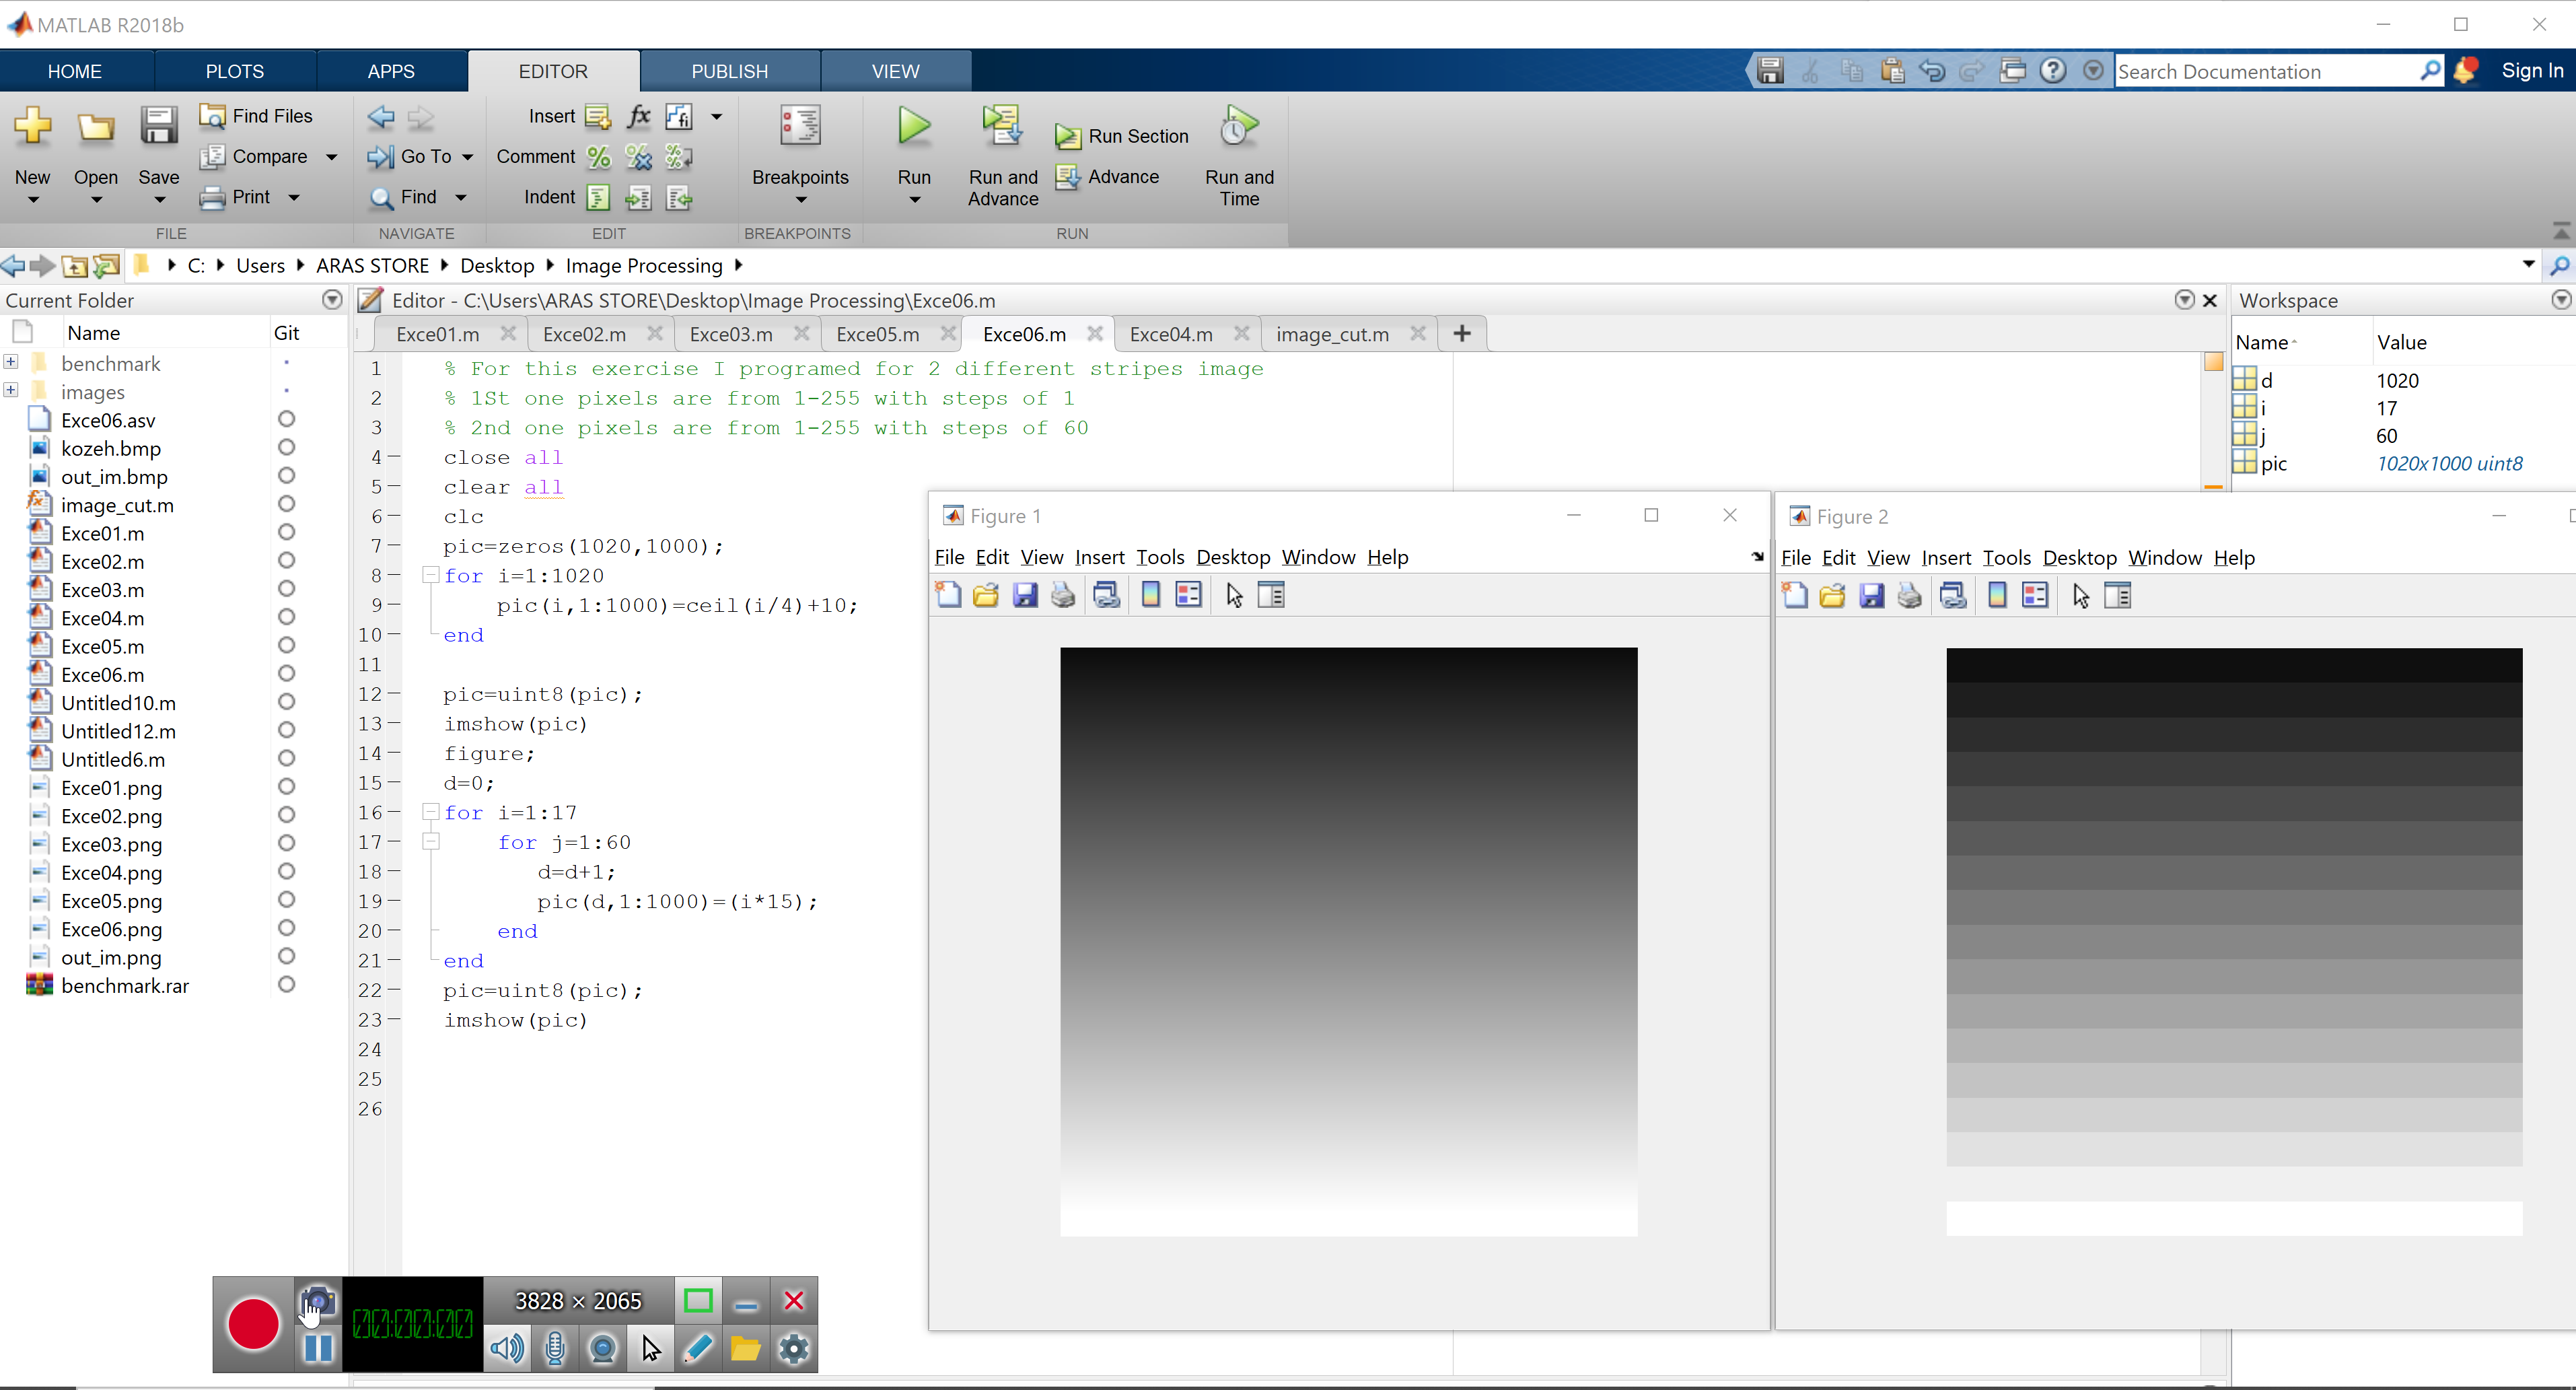 MATLAB R2018b
HOME PLOTS APPS EDITOR PUBLISH VIEW Search Documentation Sign In
New Open Save Find Files Compare Print
Go To Find
Insert fx fi
Comment
Indent
Breakpoints
Run Run and Advance Run Section Advance Run and Time
FILE NAVIGATE EDIT BREAKPOINTS RUN
C: Users ARAS STORE Desktop Image Processing
Current Folder
Name Git
benchmark
images
Exce06.asv
kozeh.bmp
out_im.bmp
image_cut.m
Exce01.m
Exce02.m
Exce03.m
Exce04.m
Exce05.m
Exce06.m
Untitled10.m
Untitled12.m
Untitled6.m
Exce01.png
Exce02.png
Exce03.png
Exce04.png
Exce05.png
Exce06.png
out_im.png
benchmark.rar
Editor - C:\Users\ARAS STORE\Desktop\Image Processing\Exce06.m
Exce01.m Exce02.m Exce03.m Exce05.m Exce06.m Exce04.m image_cut.m
1 % For this exercise I programed for 2 different stripes image
2 % 1St one pixels are from 1-255 with steps of 1
3 % 2nd one pixels are from 1-255 with steps of 60
4 close all
5 clear all
6 clc
7 pic=zeros(1020,1000);
8 for i=1:1020
9 pic(i,1:1000)=ceil(i/4)+10;
10 end
11
12 pic=uint8(pic);
13 imshow(pic)
14 figure;
15 d=0;
16 for i=1:17
17 for j=1:60
18 d=d+1;
19 pic(d,1:1000)=(i*15);
20 end
21 end
22 pic=uint8(pic);
23 imshow(pic)
24
25
26
Workspace
Name Value
d 1020
i 17
j 60
pic 1020x1000 uint8
Figure 1
File Edit View Insert Tools Desktop Window Help
Figure 2
File Edit View Insert Tools Desktop Window Help
3828 × 2065
00:00:00